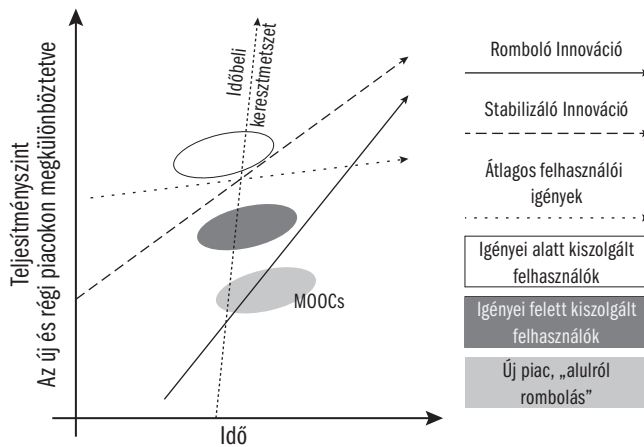 Teljesítményszint
Az új és régi piacokon megkülönböztetve
Időbeli
keresztmetszet
MOOCs
Idő
Romboló Innováció
Stabilizáló Innováció
Átlagos felhasználói
igények
Igényei alatt kiszolgált
felhasználók
Igényei felett kiszolgált
felhasználók
Új piac, „alulról
rombolás”